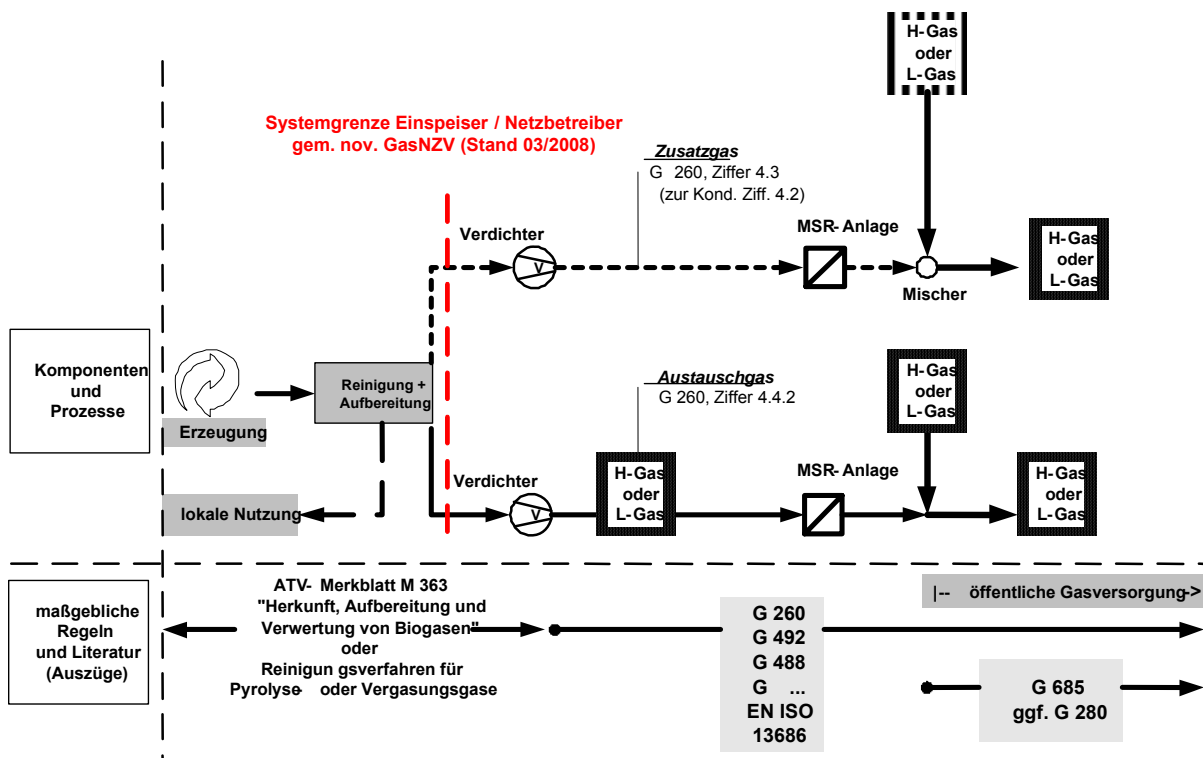 H-Gas
oder
L-Gas
Systemgrenze Einspeiser / Netzbetreiber
gem. nov. GasNZV (Stand 03/2008)
Zusatzgas
G 260, Ziffer 4.3
(zur Kond. Ziff. 4.2)
Verdichter
V
MSR- Anlage
Mischer
H-Gas
oder
L-Gas
Komponenten
und
Prozesse
Erzeugung
Reinigung +
Aufbereitung
lokale Nutzung
Austauschgas
G 260, Ziffer 4.4.2
H-Gas
oder
L-Gas
Verdichter
V
H-Gas
oder
L-Gas
MSR- Anlage
H-Gas
oder
L-Gas
maßgebliche
Regeln
und Literatur
(Auszüge)
ATV- Merkblatt M 363
"Herkunft, Aufbereitung und
Verwertung von Biogasen"
oder
Reinigun gsverfahren für
Pyrolyse- oder Vergasungsgase
G 260
G 492
G 488
G ...
EN ISO
13686
|-- öffentliche Gasversorgung->
G 685
ggf. G 280